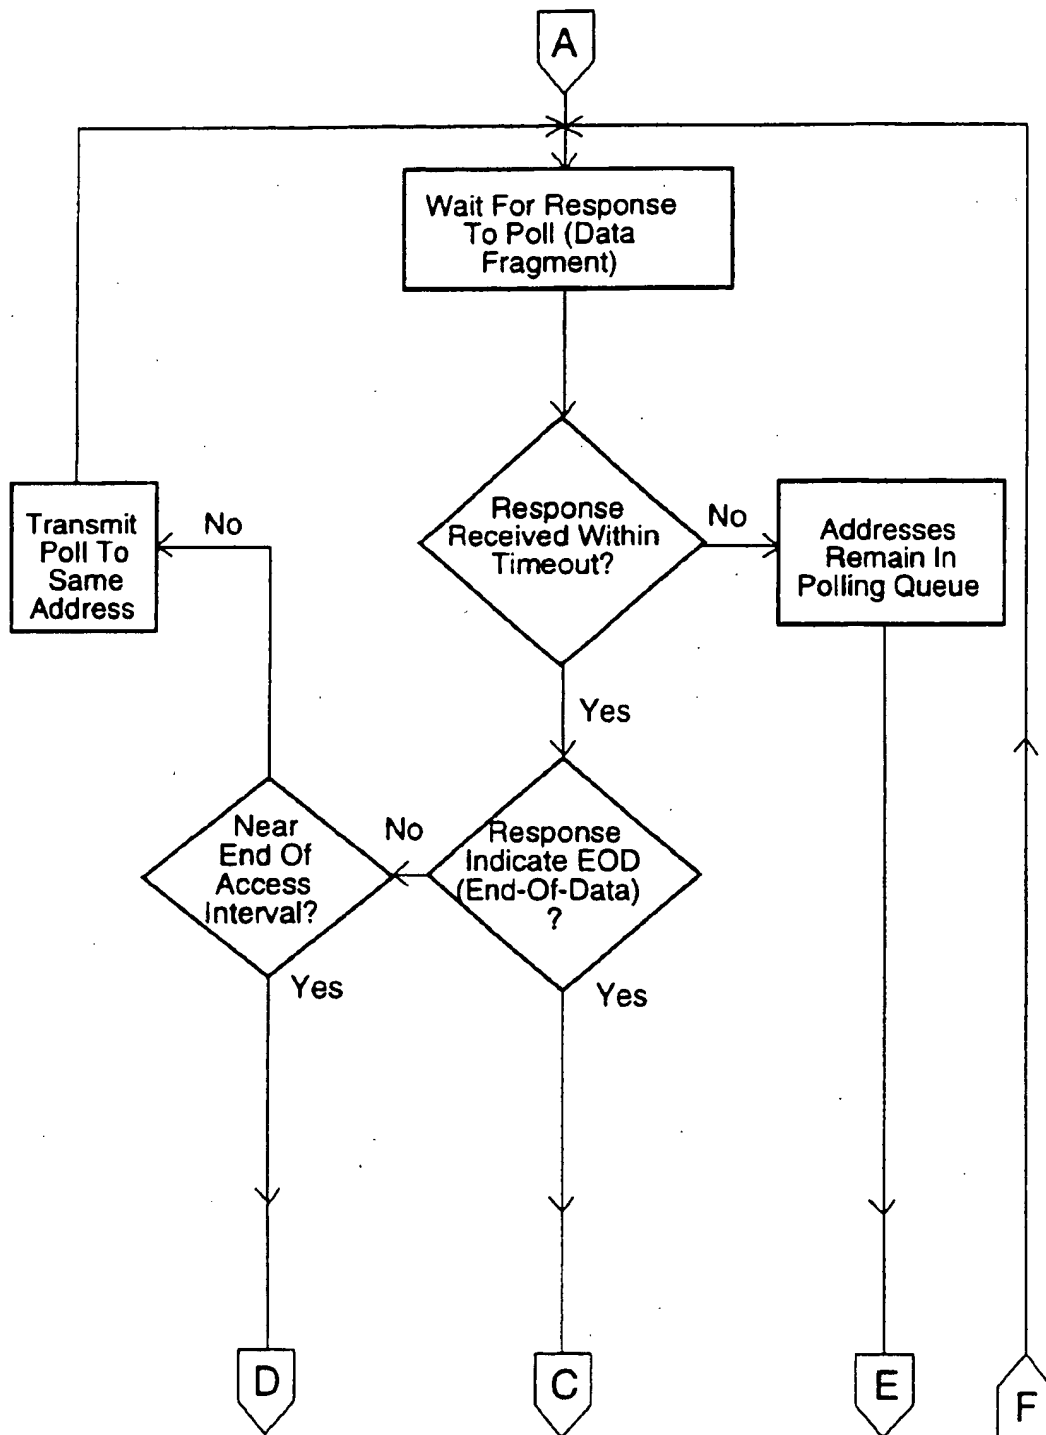 A
Wait For Response
To Poll (Data
Fragment)
Response
Received Within
Timeout?
No
Addresses
Remain In
Polling Queue
No
Transmit
Poll To
Same
Address
Yes
Near
End Of
Access
Interval?
No
Response
Indicate EOD
(End-Of-Data)
?
Yes
Yes
D
C
E
F